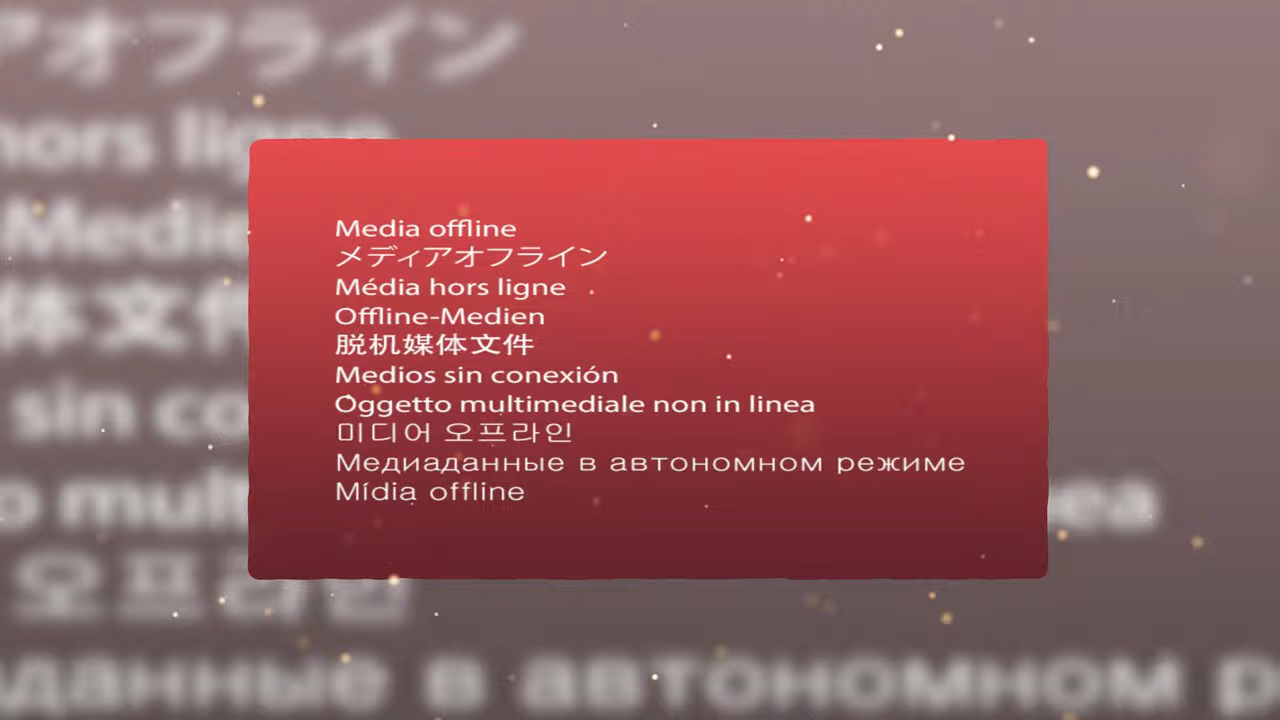 Media offline
メディアオフライン
Média hors ligne
Offline-Medien
脱机媒体文件
Medios sin conexión
Oggetto multimediale non in linea
미디어 오프라인
Медиаданные в автономном режиме
Mídia offline